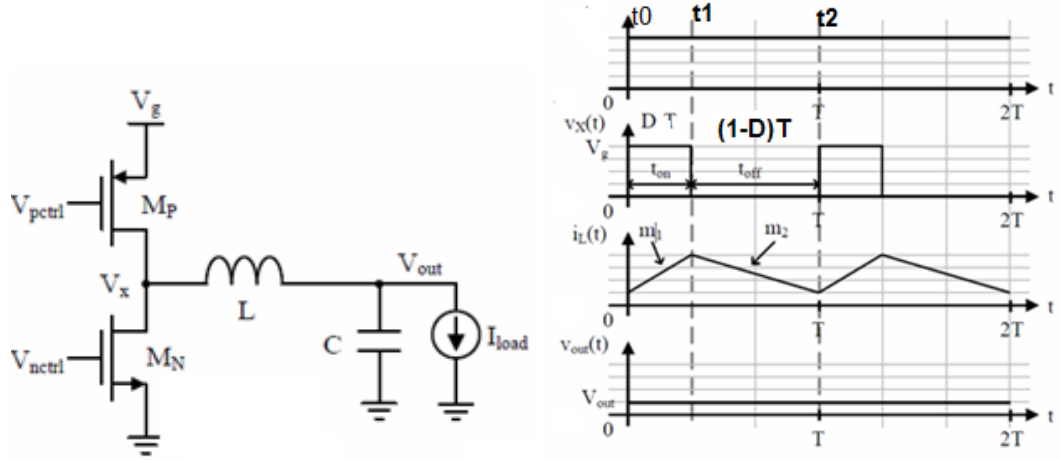 V_g
V_pctrl
M_P
V_x
L
V_out
V_nctrl
M_N
C
I_load
t0 t1 t2
0 T 2T t
v_X(t) D T (1-D)T
V_g
t_on t_off
0 T 2T t
i_L(t) m_1 m_2
0 T 2T t
v_out(t)
V_out
0 T 2T t